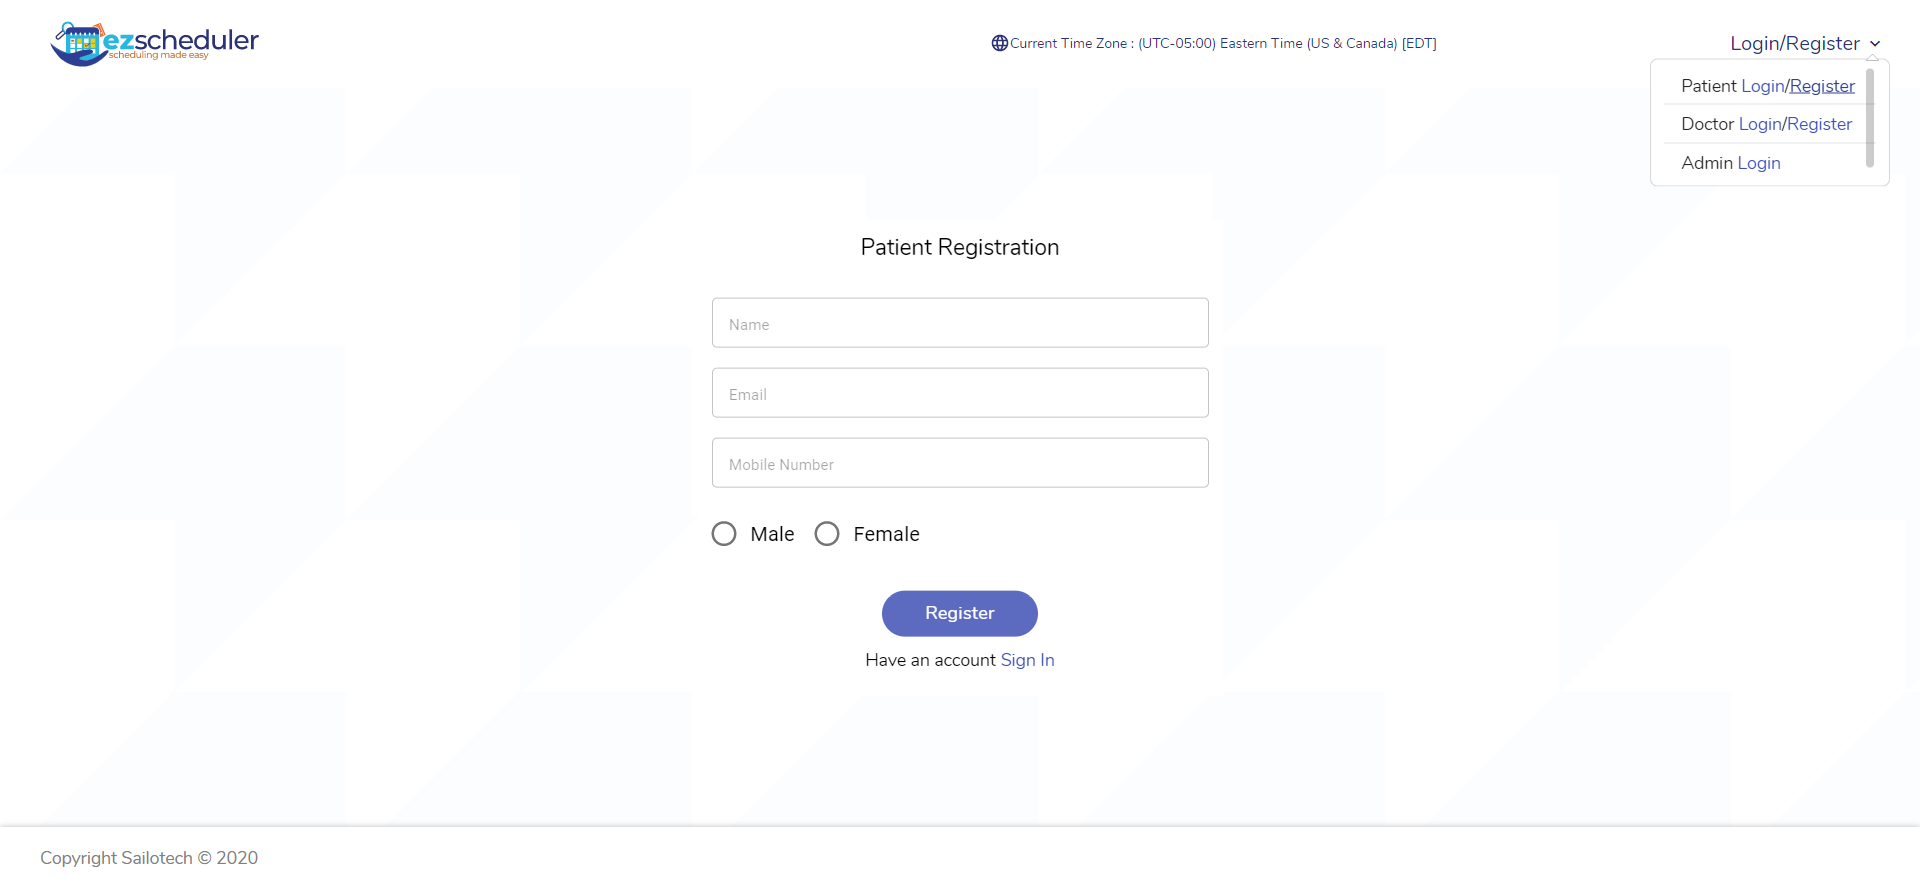 ezscheduler
scheduling made easy
Current Time Zone : (UTC-05:00) Eastern Time (US & Canada) [EDT]
Login/Register
Patient Login/Register
Doctor Login/Register
Admin Login
Patient Registration
Name
Email
Mobile Number
Male Female
Register
Have an account Sign In
Copyright Sailotech © 2020